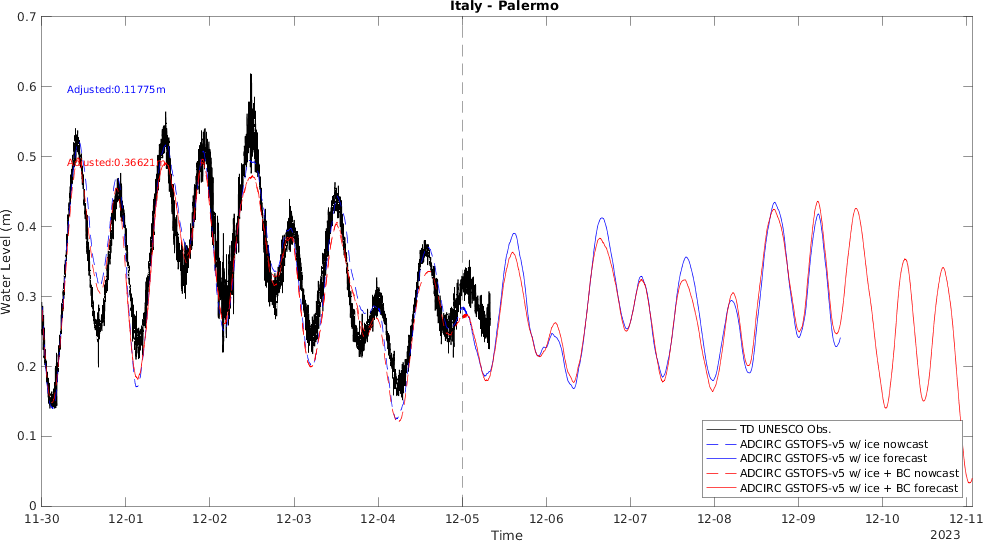 Italy - Palermo
0.7
0.6
0.5
0.4
0.3
0.2
0.1
0
Water Level (m)
Adjusted:0.11775m
Adjusted:0.36621m
TD UNESCO Obs.
ADCIRC GSTOFS-v5 w/ ice nowcast
ADCIRC GSTOFS-v5 w/ ice forecast
ADCIRC GSTOFS-v5 w/ ice + BC nowcast
ADCIRC GSTOFS-v5 w/ ice + BC forecast
11-30 12-01 12-02 12-03 12-04 12-05 12-06 12-07 12-08 12-09 12-10 12-11
Time
2023